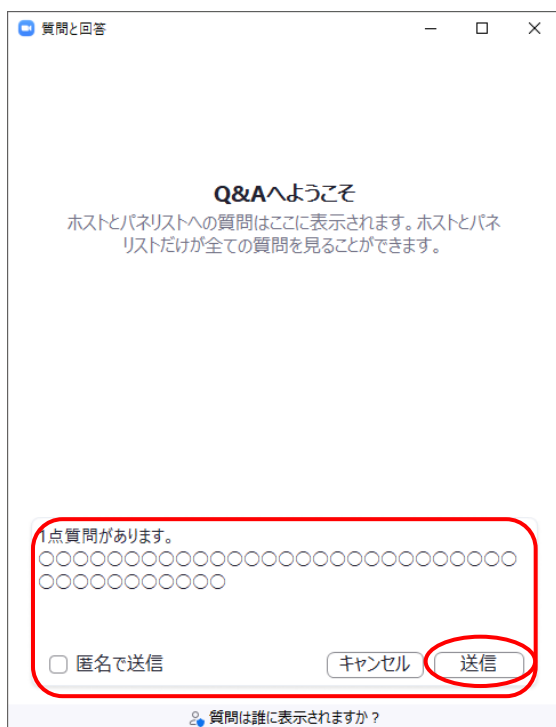 質問と回答
Q&Aへようこそ
ホストとパネリストへの質問はここに表示されます。ホストとパネ
リストだけが全ての質問を見ることができます。
1点質問があります。
○○○○○○○○○○○○○○○○○○○○○○○○○○○○
○○○○○○○○○○○
匿名で送信
キャンセル
送信
質問は誰に表示されますか？